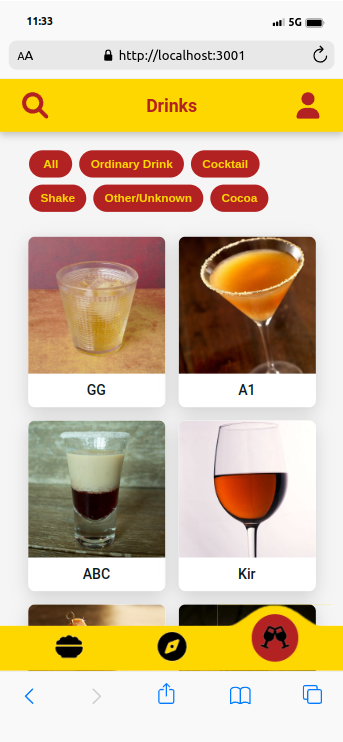 11:33
5G
AA
http://localhost:3001
Drinks
All
Ordinary Drink
Cocktail
Shake
Other/Unknown
Cocoa
GG
A1
ABC
Kir